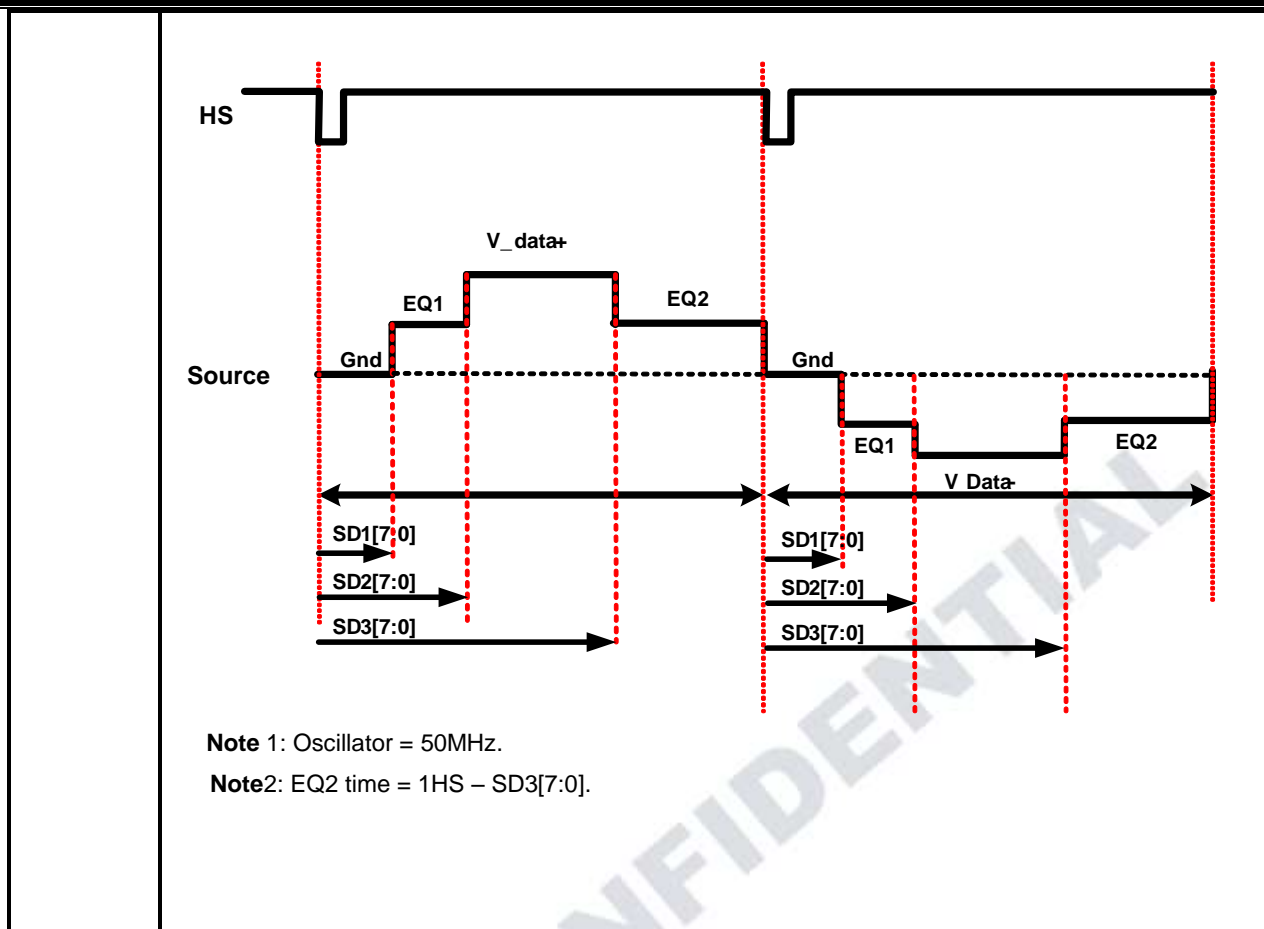 HS
V_data+
EQ1
EQ2
Gnd
Gnd
Source
EQ1
EQ2
V Data-
SD1[7:0]
SD1[7:0]
SD2[7:0]
SD2[7:0]
SD3[7:0]
SD3[7:0]
Note 1: Oscillator = 50MHz.
Note2: EQ2 time = 1HS – SD3[7:0].
NFIDENTIAL